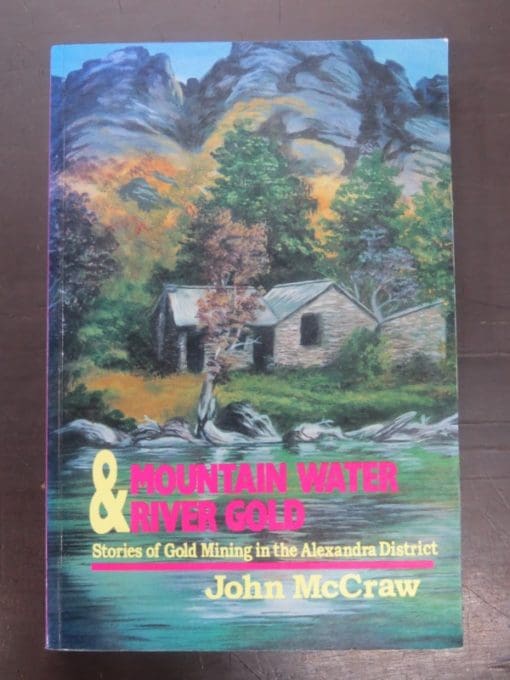 MOUNTAIN WATER
& RIVER GOLD
Stories of Gold Mining in the Alexandra District
John McCraw